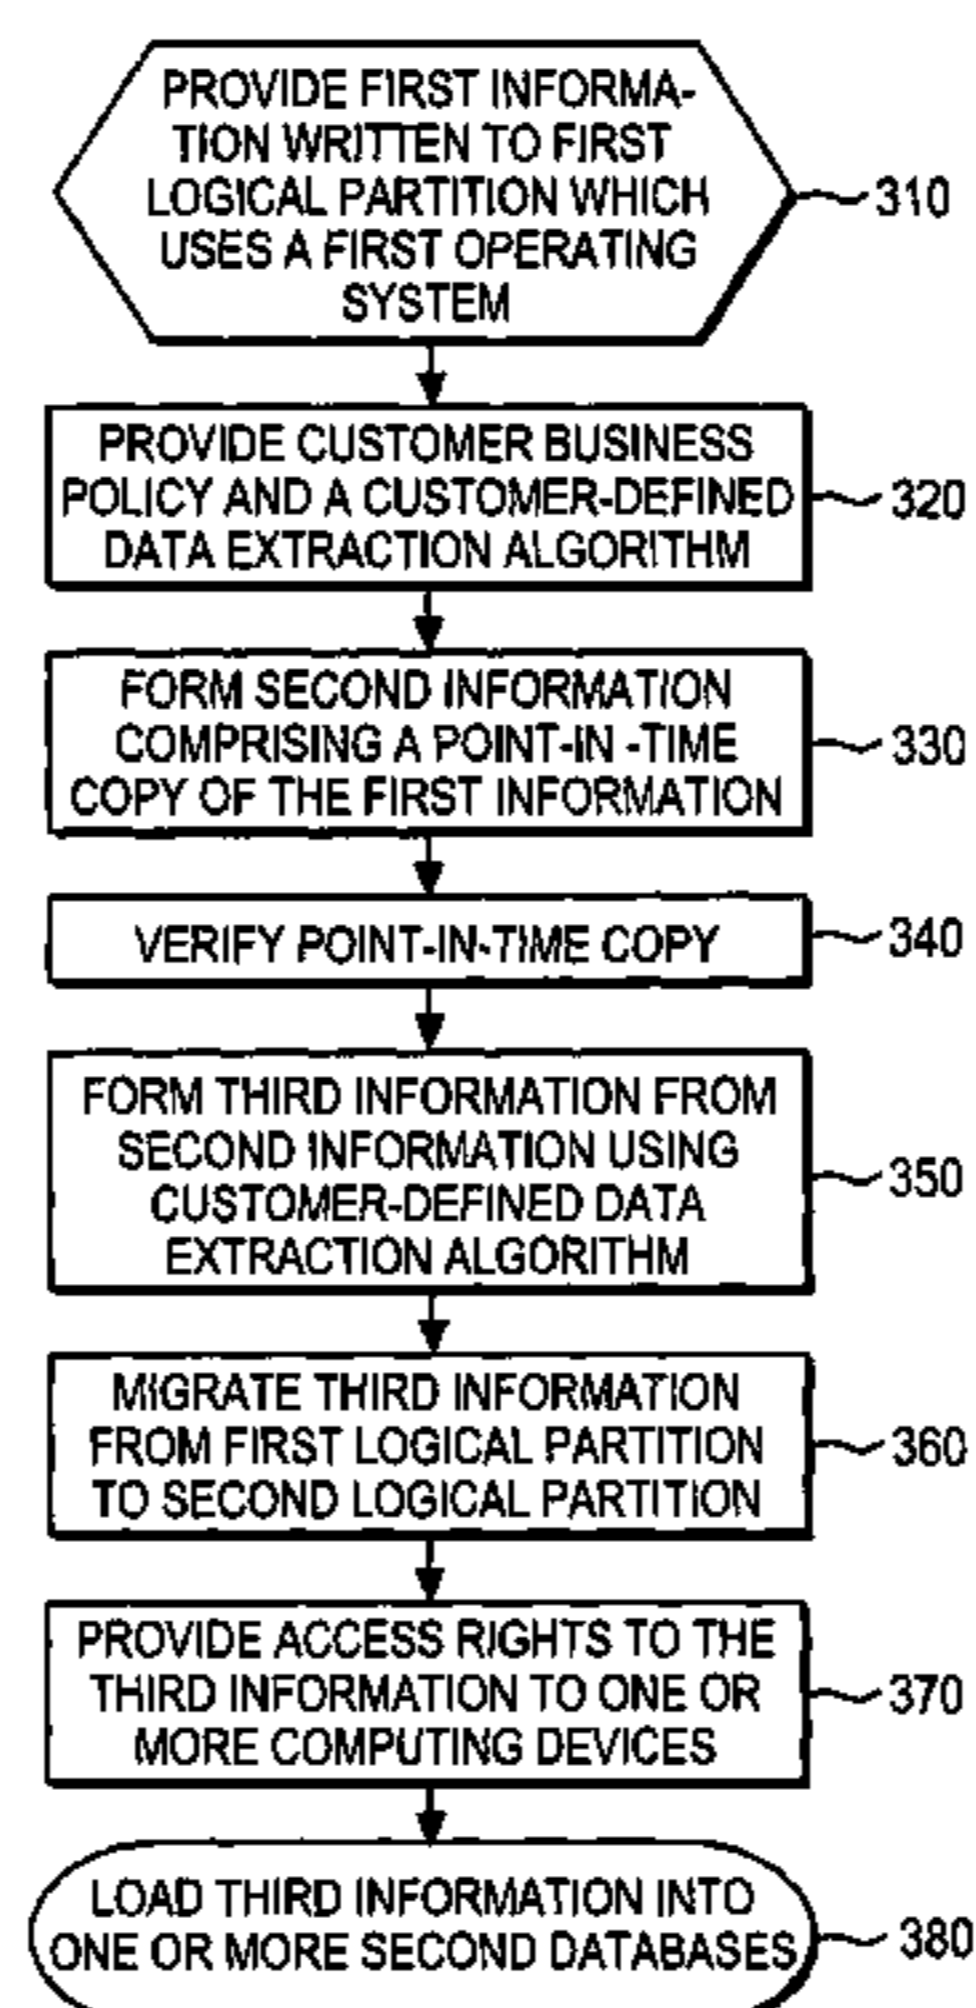 PROVIDE FIRST INFORMA-
TION WRITTEN TO FIRST
LOGICAL PARTITION WHICH
USES A FIRST OPERATING
SYSTEM
310
PROVIDE CUSTOMER BUSINESS
POLICY AND A CUSTOMER-DEFINED
DATA EXTRACTION ALGORITHM
320
FORM SECOND INFORMATION
COMPRISING A POINT-IN -TIME
COPY OF THE FIRST INFORMATION
330
VERIFY POINT-IN-TIME COPY
340
FORM THIRD INFORMATION FROM
SECOND INFORMATION USING
CUSTOMER-DEFINED DATA
EXTRACTION ALGORITHM
350
MIGRATE THIRD INFORMATION
FROM FIRST LOGICAL PARTITION
TO SECOND LOGICAL PARTITION
360
PROVIDE ACCESS RIGHTS TO THE
THIRD INFORMATION TO ONE OR
MORE COMPUTING DEVICES
370
LOAD THIRD INFORMATION INTO
ONE OR MORE SECOND DATABASES
380